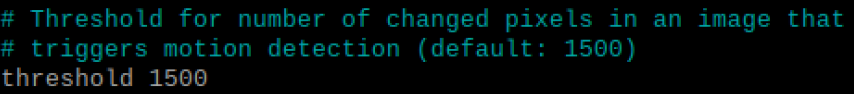 # Threshold for number of changed pixels in an image that
# triggers motion detection (default: 1500)
threshold 1500